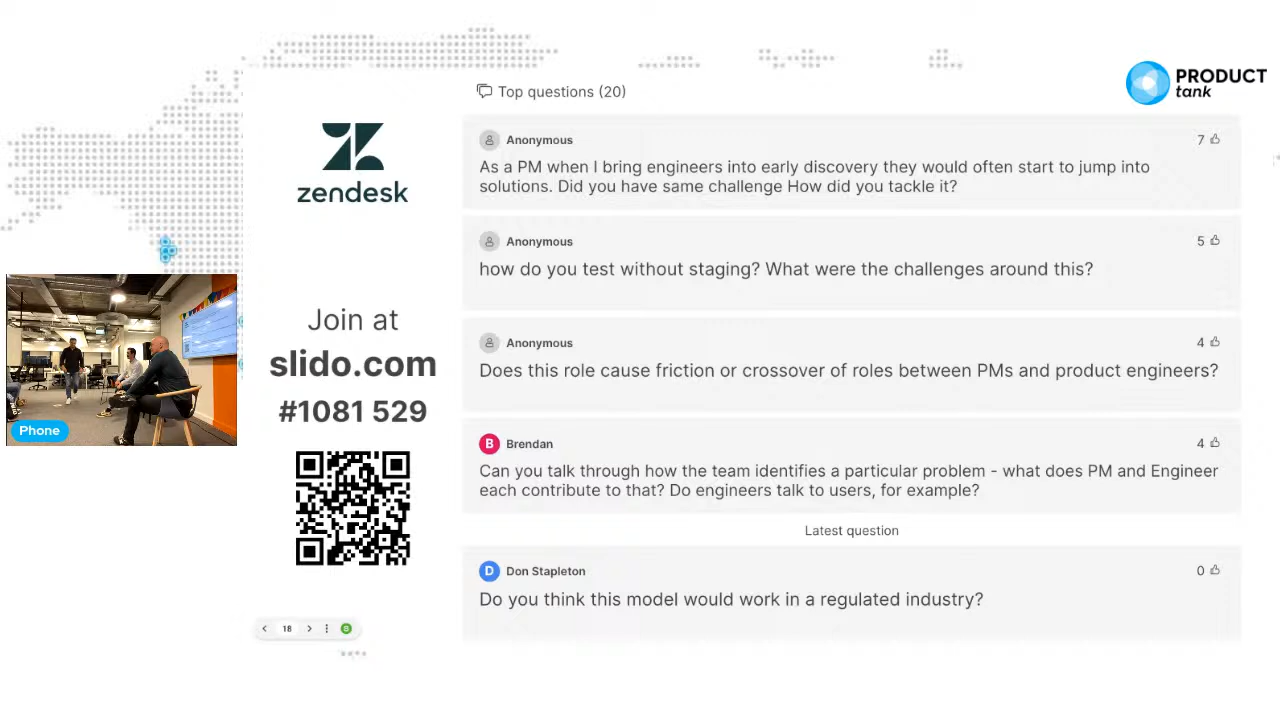 PRODUCT
tank
Top questions (20)
zendesk
Join at
slido.com
#1081 529
Phone
18
Anonymous
7
As a PM when I bring engineers into early discovery they would often start to jump into
solutions. Did you have same challenge How did you tackle it?
Anonymous
5
how do you test without staging? What were the challenges around this?
Anonymous
4
Does this role cause friction or crossover of roles between PMs and product engineers?
B
Brendan
4
Can you talk through how the team identifies a particular problem - what does PM and Engineer
each contribute to that? Do engineers talk to users, for example?
Latest question
D
Don Stapleton
0
Do you think this model would work in a regulated industry?